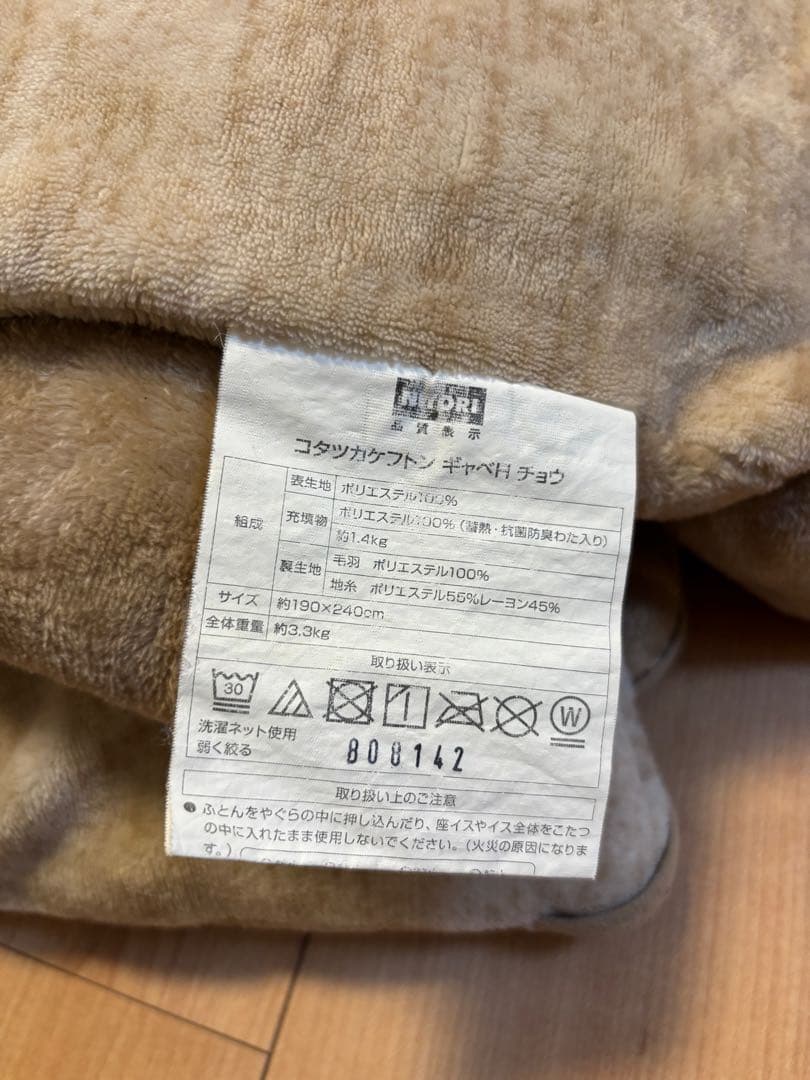 NITORI
品質表示
コタツカケフトン ギャベH チョウ
組成
表生地 ポリエステル100%
充填物 ポリエステル100%(蓄熱・抗菌防臭わた入り)
約1.4kg
裏生地 毛羽 ポリエステル100%
地糸 ポリエステル55%レーヨン45%
サイズ 約190×240cm
全体重量 約3.3kg
取り扱い表示
30
W
洗濯ネット使用
弱く絞る
808142
取り扱い上のご注意
●ふとんをやぐらの中に押し込んだり、座イスやイス全体をこたつ
の中に入れたまま使用しないでください。(火災の原因になりま
す。)